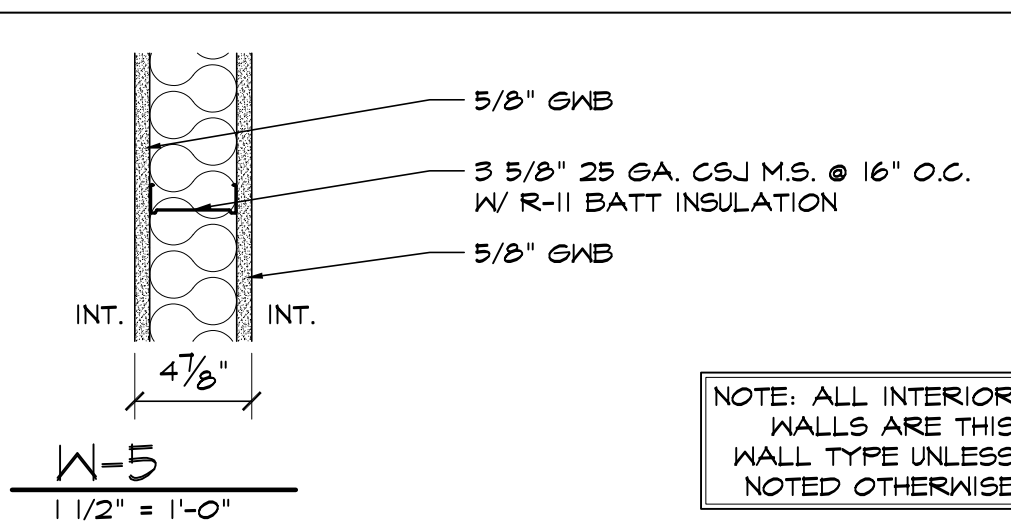 5/8" GWB
3 5/8" 25 GA. CSJ M.S. @ 16" O.C.
W/ R-11 BATT INSULATION
5/8" GWB
INT.
INT.
4 7/8"
W-5
1 1/2" = 1'-0"
NOTE: ALL INTERIOR
WALLS ARE THIS
WALL TYPE UNLESS
NOTED OTHERWISE